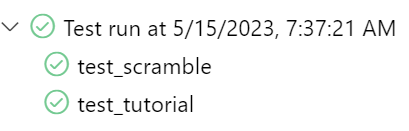 Test run at 5/15/2023, 7:37:21 AM
test_scramble
test_tutorial